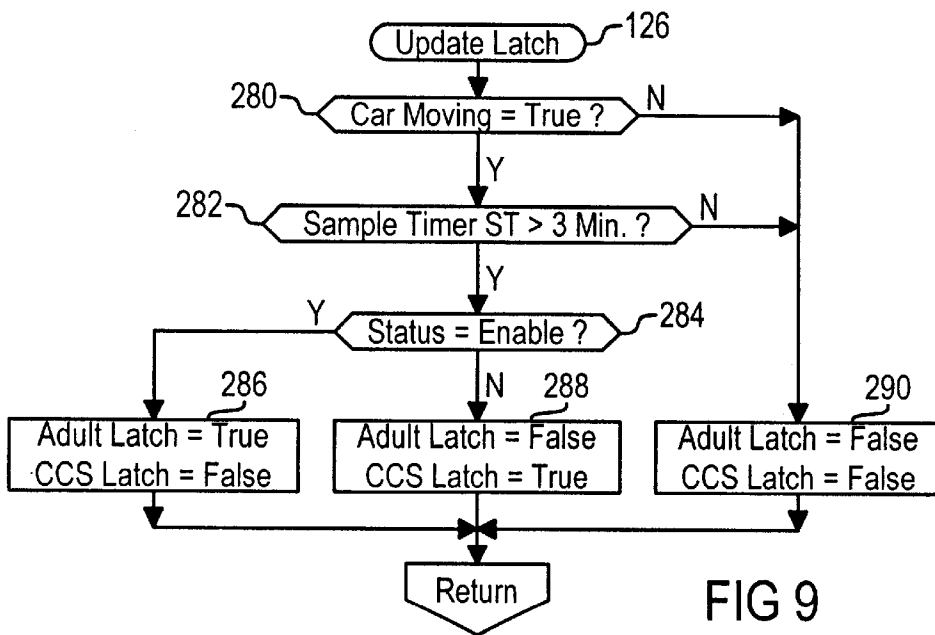 Update Latch
126
280
Car Moving = True ?
N
Y
282
Sample Timer ST > 3 Min. ?
N
Y
Y
Status = Enable ?
284
N
286
Adult Latch = True
CCS Latch = False
288
Adult Latch = False
CCS Latch = True
290
Adult Latch = False
CCS Latch = False
Return
FIG 9